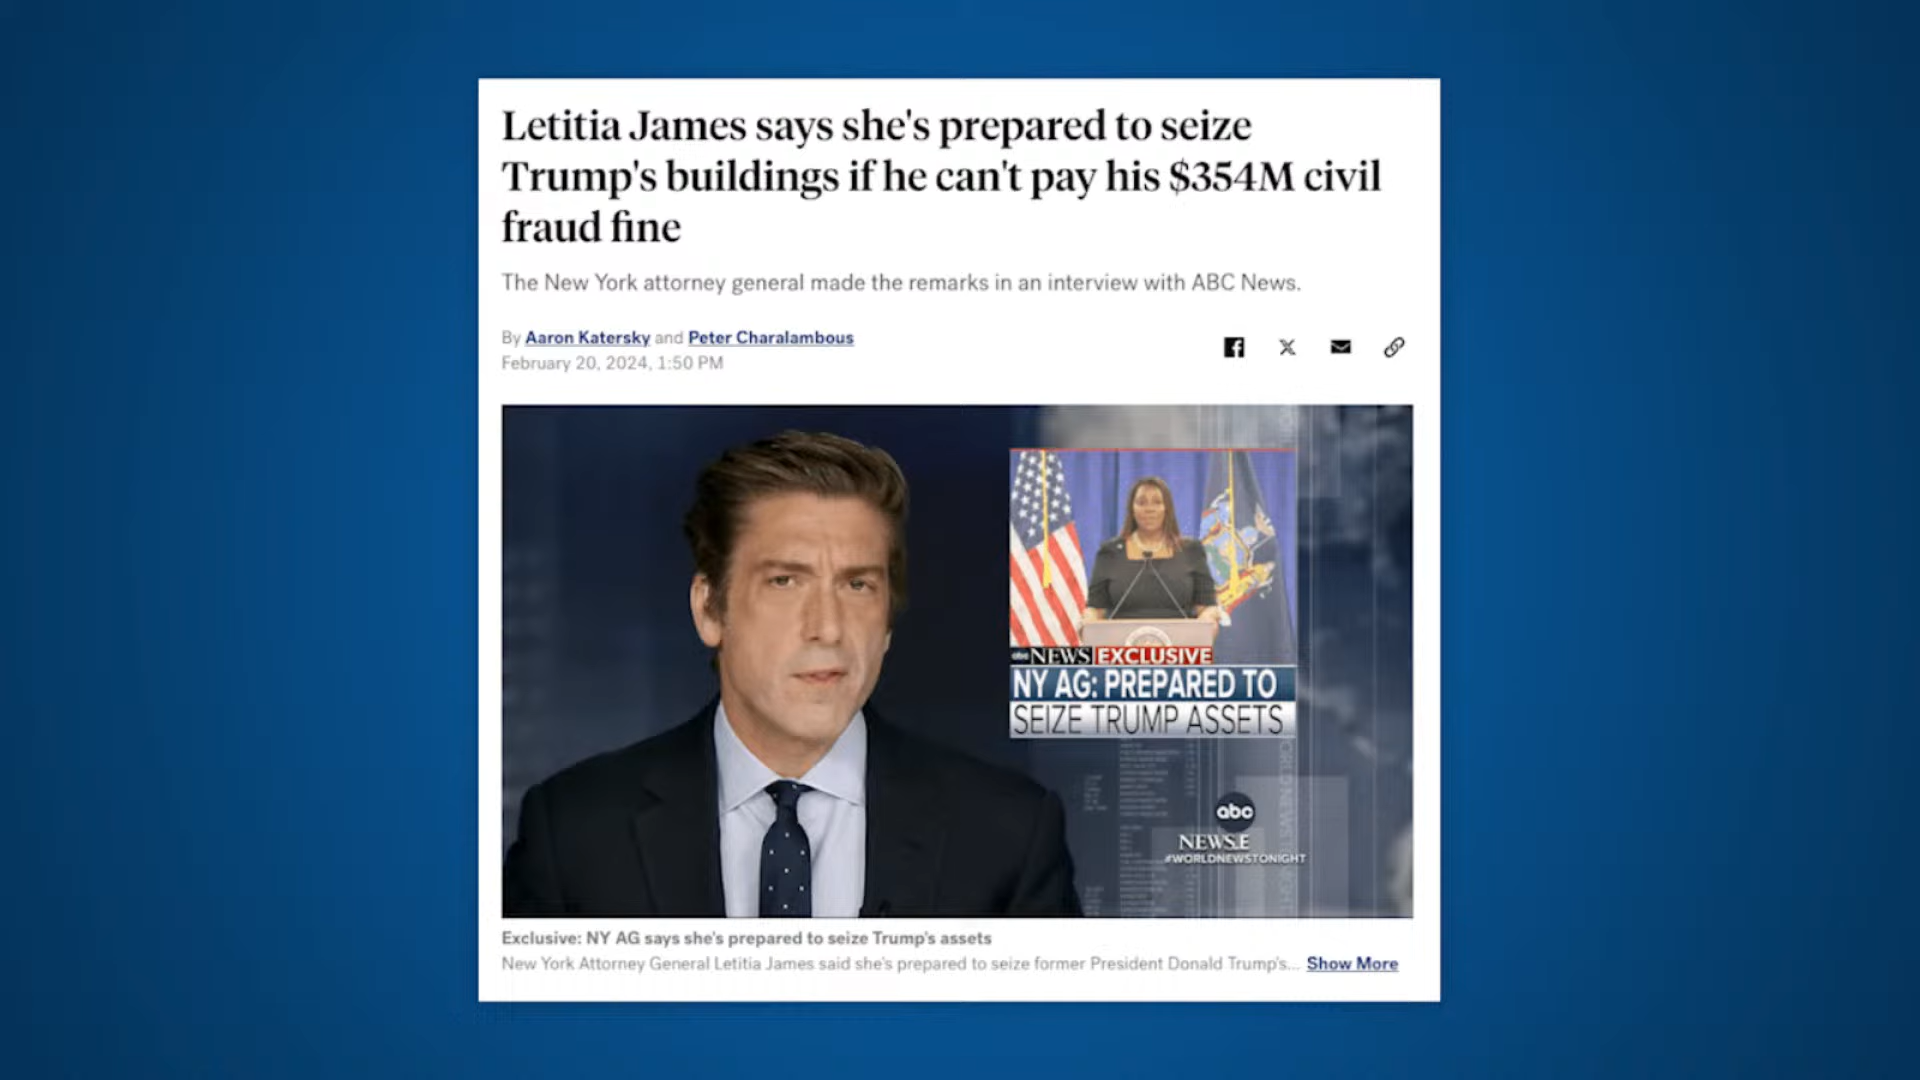 Letitia James says she's prepared to seize
Trump's buildings if he can't pay his $354M civil
fraud fine
The New York attorney general made the remarks in an interview with ABC News.
By Aaron Katersky and Peter Charalambous
February 20, 2024, 1:50 PM
abc NEWS EXCLUSIVE
NY AG: PREPARED TO
SEIZE TRUMP ASSETS
abc
NEWS
#WORLDNEWSTONIGHT
Exclusive: NY AG says she's prepared to seize Trump's assets
New York Attorney General Letitia James said she's prepared to seize former President Donald Trump's... Show More